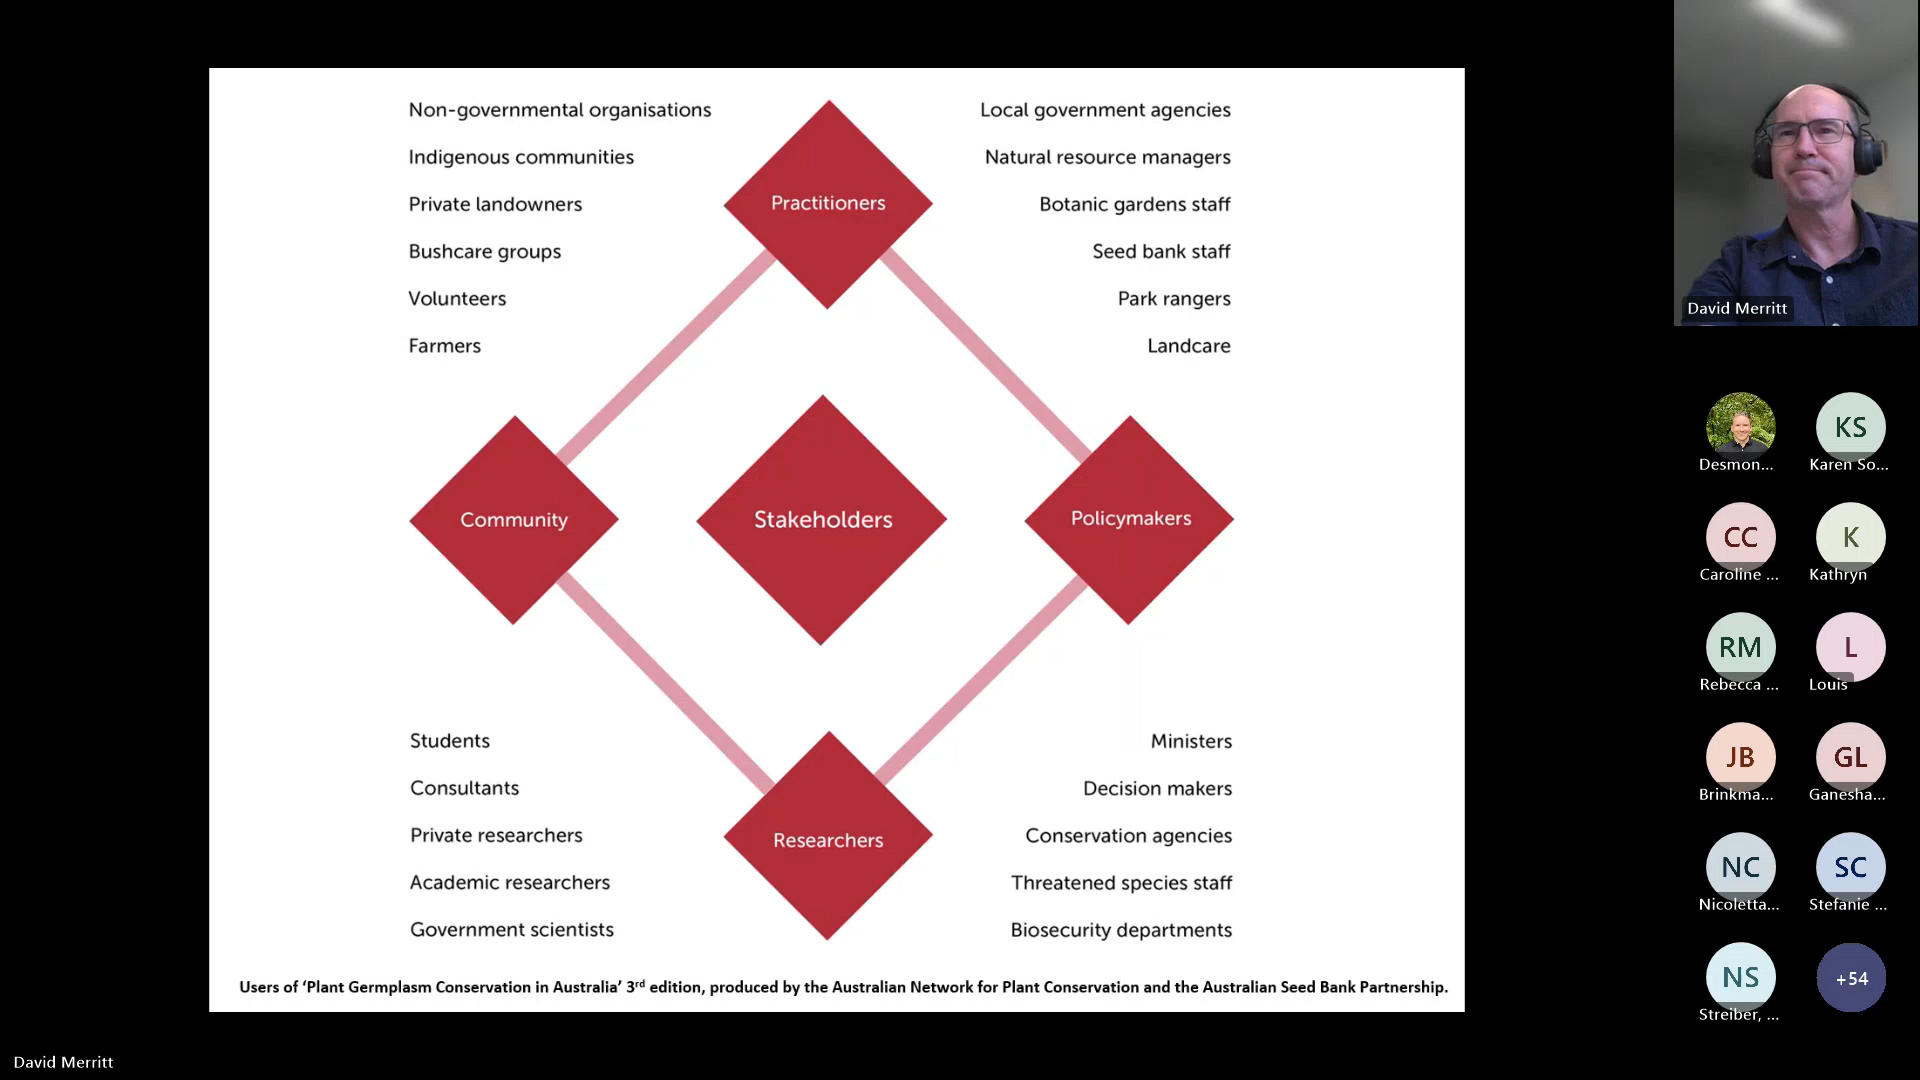 Non-governmental organisations
Indigenous communities
Private landowners
Bushcare groups
Volunteers
Farmers
Practitioners
Local government agencies
Natural resource managers
Botanic gardens staff
Seed bank staff
Park rangers
Landcare
Community
Stakeholders
Policymakers
Students
Consultants
Private researchers
Academic researchers
Government scientists
Researchers
Ministers
Decision makers
Conservation agencies
Threatened species staff
Biosecurity departments
Users of ‘Plant Germplasm Conservation in Australia’ 3rd edition, produced by the Australian Network for Plant Conservation and the Australian Seed Bank Partnership.
David Merritt
Desmon...
KS
Karen So...
CC
Caroline ...
K
Kathryn
RM
Rebecca ...
L
Louis
JB
Brinkma...
GL
Ganesha...
NC
Nicoletta...
SC
Stefanie ...
NS
Streiber, ...
+54
David Merritt